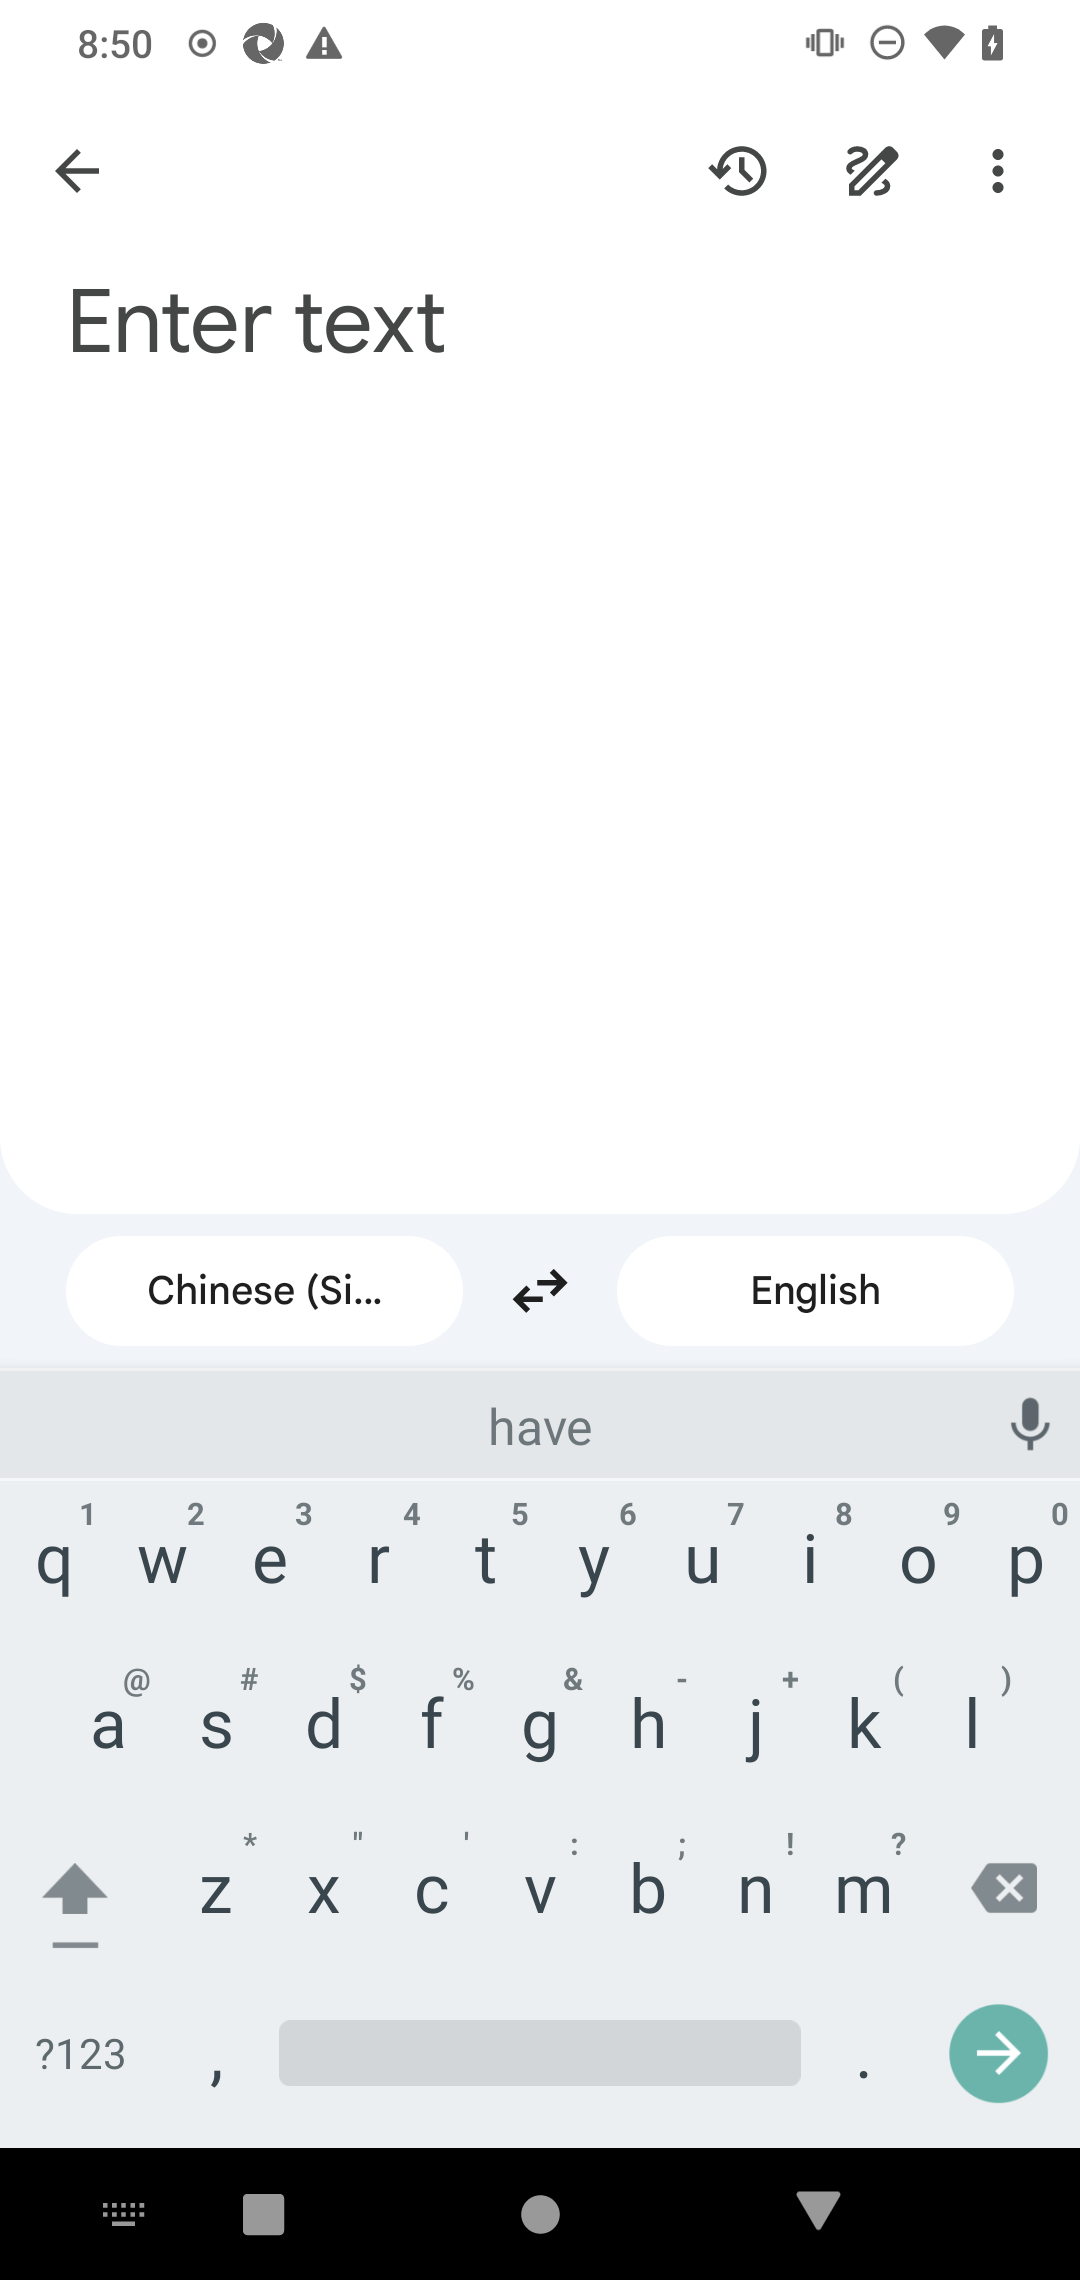 8:50
Enter text
Chinese (Si... English
have
1 2 3 4 5 6 7 8 9 0
q w e r t y u i o p
@ # $ % & - + ( )
a s d f g h j k l
* " ' : ; ! ?
z x c v b n m
?123 , .